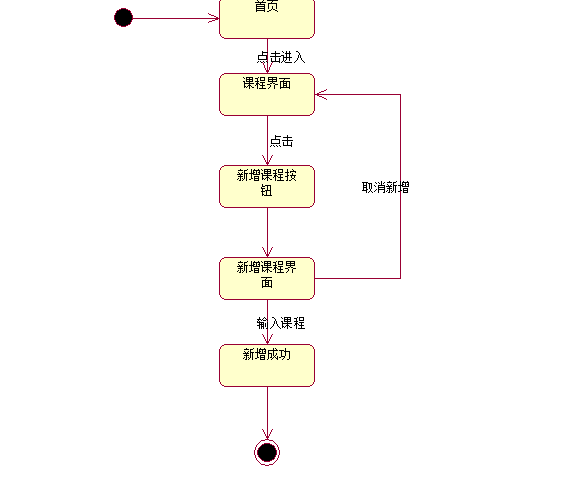 首页
点击进入
课程界面
点击
新增课程按
钮
取消新增
新增课程界
面
输入课程
新增成功